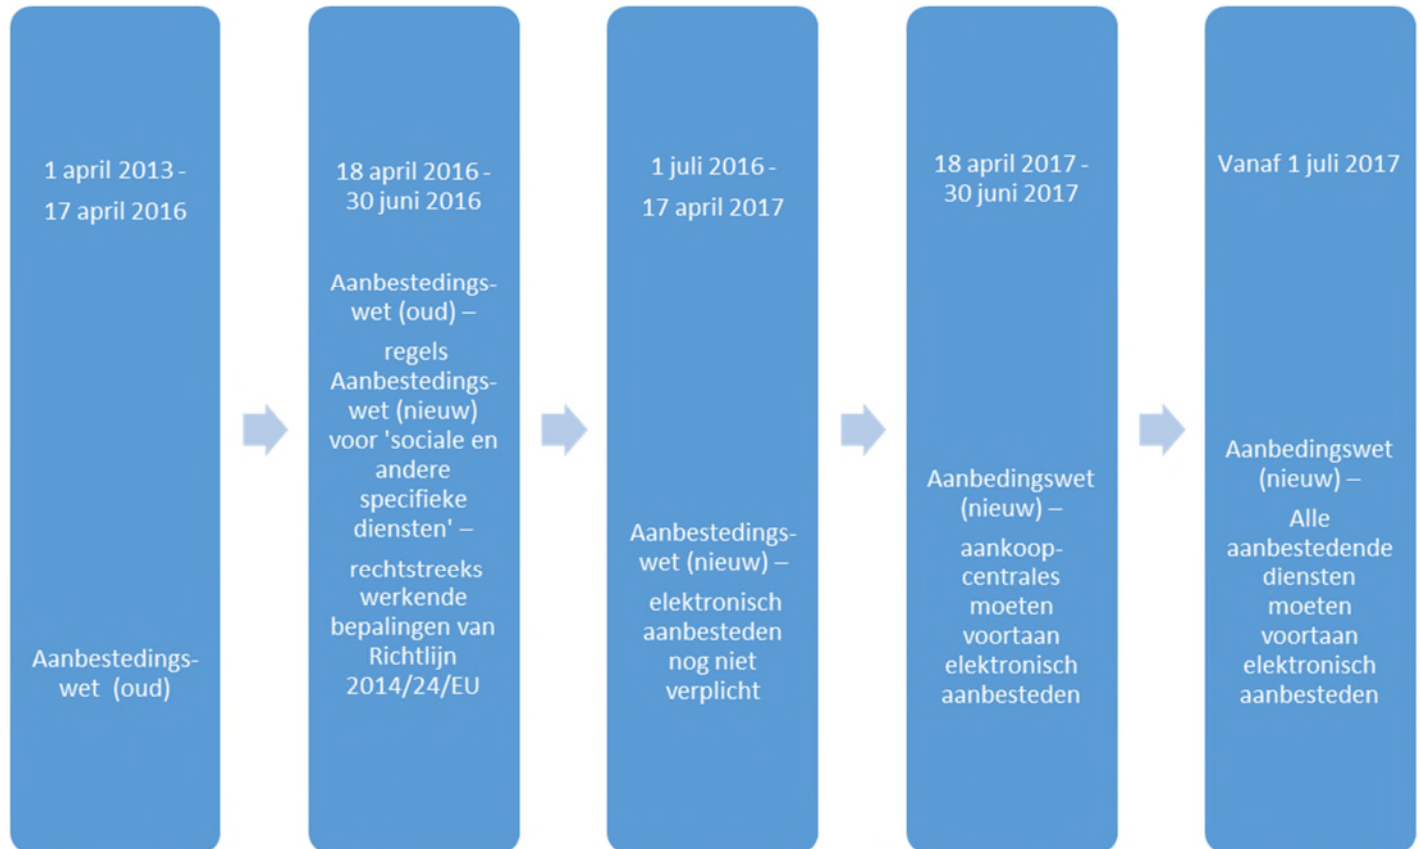 1 april 2013 -
17 april 2016
Aanbestedings-
wet  (oud)
18 april 2016 -
30 juni 2016
Aanbestedings-
wet (oud) –
regels
Aanbestedings-
wet (nieuw)
voor 'sociale en
andere
specifieke
diensten' –
rechtstreeks
werkende
bepalingen van
Richtlijn
2014/24/EU
1 juli 2016 -
17 april 2017
Aanbestedings-
wet (nieuw) –
elektronisch
aanbesteden
nog niet
verplicht
18 april 2017 -
30 juni 2017
Aanbedingswet
(nieuw) –
aankoop-
centrales
moeten
voortaan
elektronisch
aanbesteden
Vanaf 1 juli 2017
Aanbedingswet
(nieuw) –
Alle
aanbestedende
diensten
moeten
voortaan
elektronisch
aanbesteden